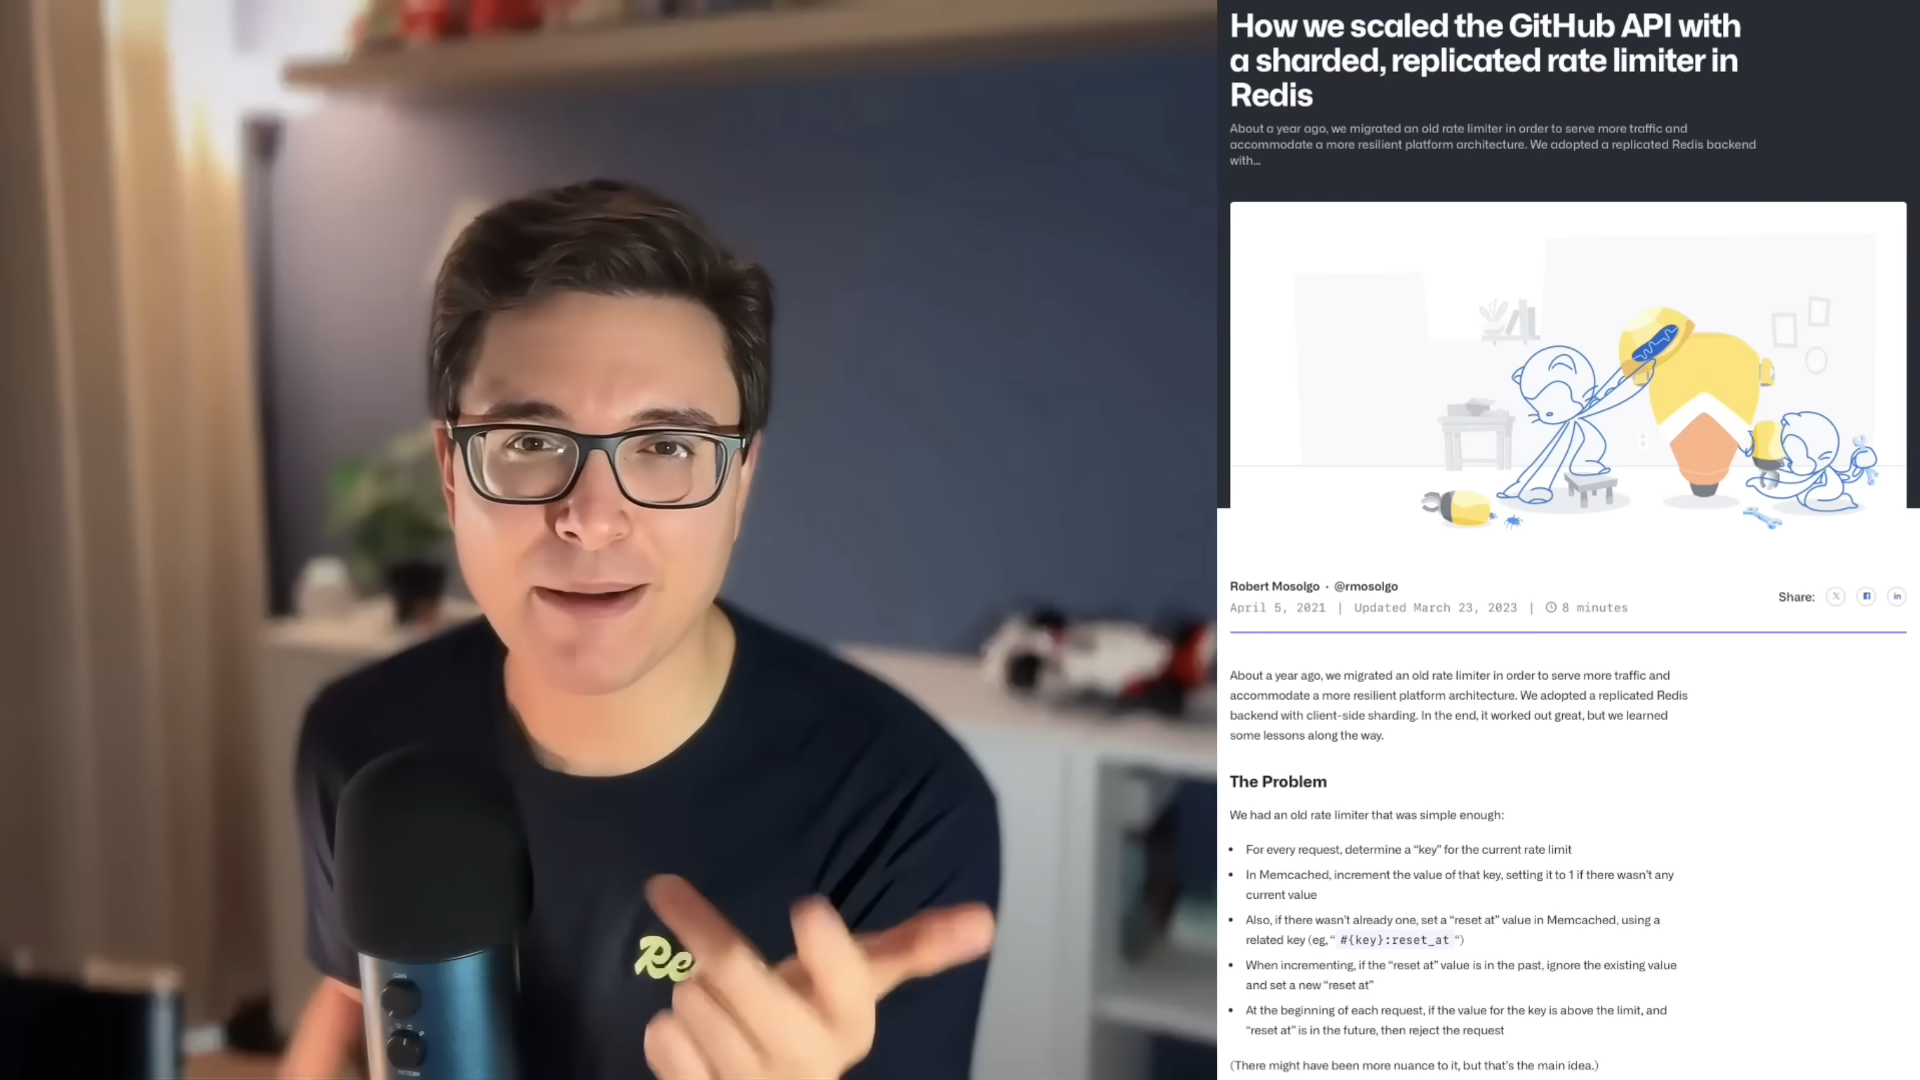 How we scaled the GitHub API with
a sharded, replicated rate limiter in
Redis
About a year ago, we migrated an old rate limiter in order to serve more traffic and
accommodate a more resilient platform architecture. We adopted a replicated Redis backend
with...
Robert Mosolgo · @rmosolgo
April 5, 2021 | Updated March 23, 2023 | 8 minutes
Share:
About a year ago, we migrated an old rate limiter in order to serve more traffic and
accommodate a more resilient platform architecture. We adopted a replicated Redis
backend with client-side sharding. In the end, it worked out great, but we learned
some lessons along the way.
The Problem
We had an old rate limiter that was simple enough:
• For every request, determine a “key” for the current rate limit
• In Memcached, increment the value of that key, setting it to 1 if there wasn’t any
current value
• Also, if there wasn’t already one, set a “reset at” value in Memcached, using a
related key (eg, “ #{key}:reset_at “)
• When incrementing, if the “reset at” value is in the past, ignore the existing value
and set a new “reset at”
• At the beginning of each request, if the value for the key is above the limit, and
“reset at” is in the future, then reject the request
(There might have been more nuance to it, but that’s the main idea.)
Re